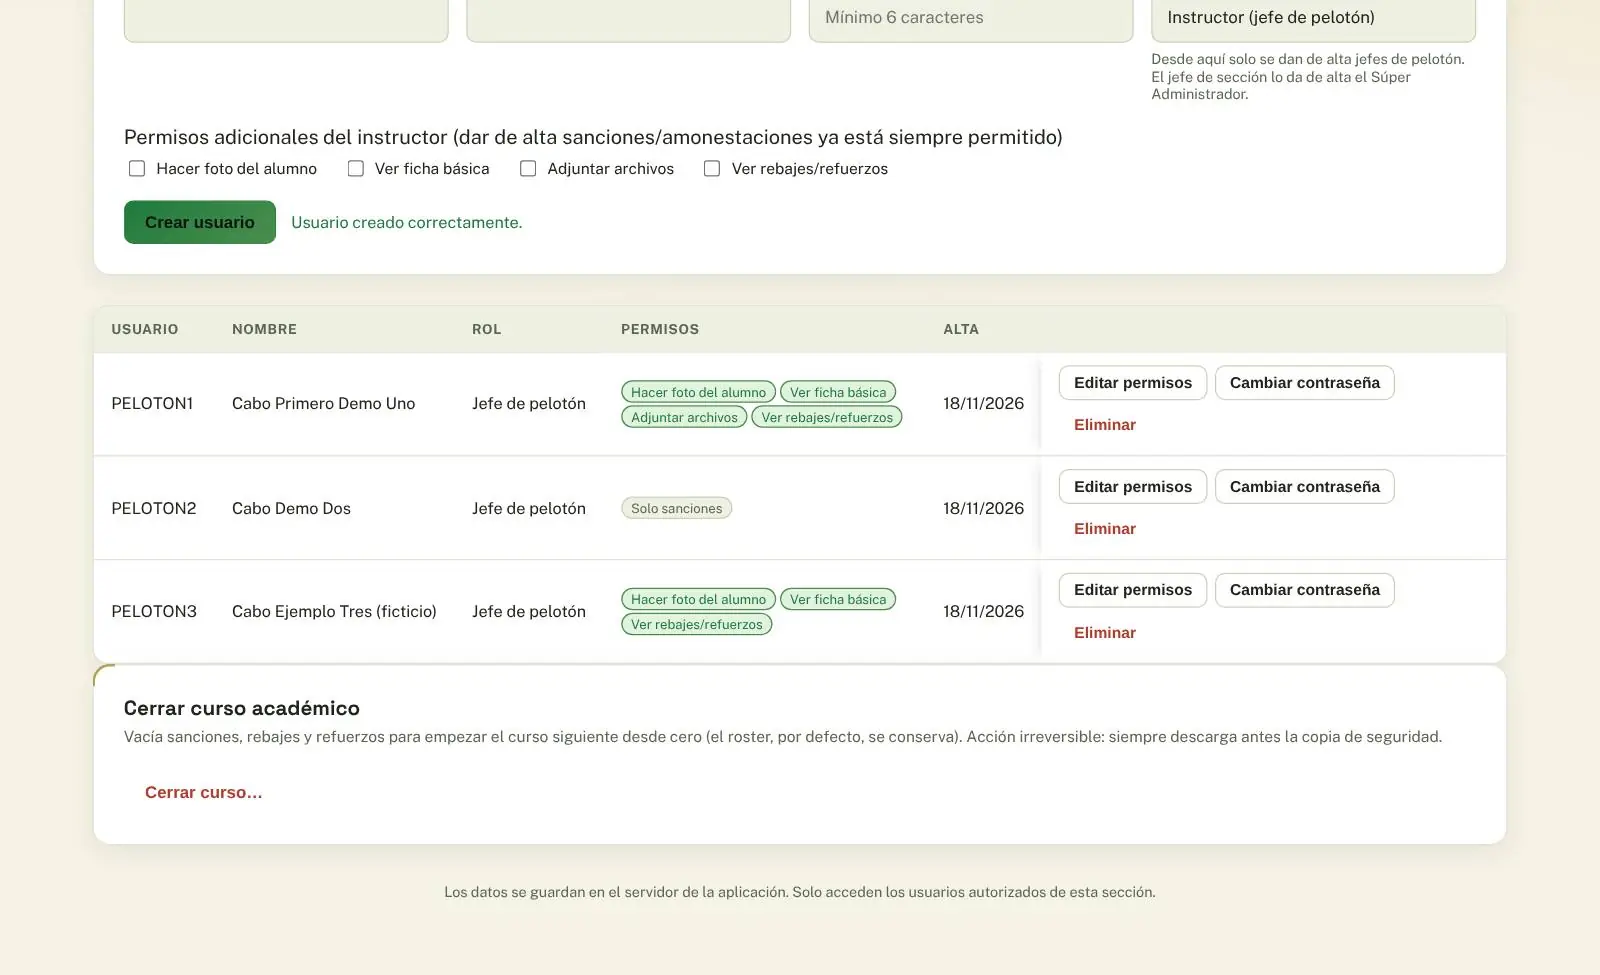 Mínimo 6 caracteres
Instructor (jefe de pelotón)
Desde aquí solo se dan de alta jefes de pelotón.
El jefe de sección lo da de alta el Súper
Administrador.
Permisos adicionales del instructor (dar de alta sanciones/amonestaciones ya está siempre permitido)
Hacer foto del alumno
Ver ficha básica
Adjuntar archivos
Ver rebajes/refuerzos
Crear usuario
Usuario creado correctamente.
USUARIO NOMBRE ROL PERMISOS ALTA
PELOTON1 Cabo Primero Demo Uno Jefe de pelotón
Hacer foto del alumno Ver ficha básica
Adjuntar archivos Ver rebajes/refuerzos
18/11/2026
Editar permisos Cambiar contraseña
Eliminar
PELOTON2 Cabo Demo Dos Jefe de pelotón
Solo sanciones
18/11/2026
Editar permisos Cambiar contraseña
Eliminar
PELOTON3 Cabo Ejemplo Tres (ficticio) Jefe de pelotón
Hacer foto del alumno Ver ficha básica
Ver rebajes/refuerzos
18/11/2026
Editar permisos Cambiar contraseña
Eliminar
Cerrar curso académico
Vacía sanciones, rebajes y refuerzos para empezar el curso siguiente desde cero (el roster, por defecto, se conserva). Acción irreversible: siempre descarga antes la copia de seguridad.
Cerrar curso...
Los datos se guardan en el servidor de la aplicación. Solo acceden los usuarios autorizados de esta sección.